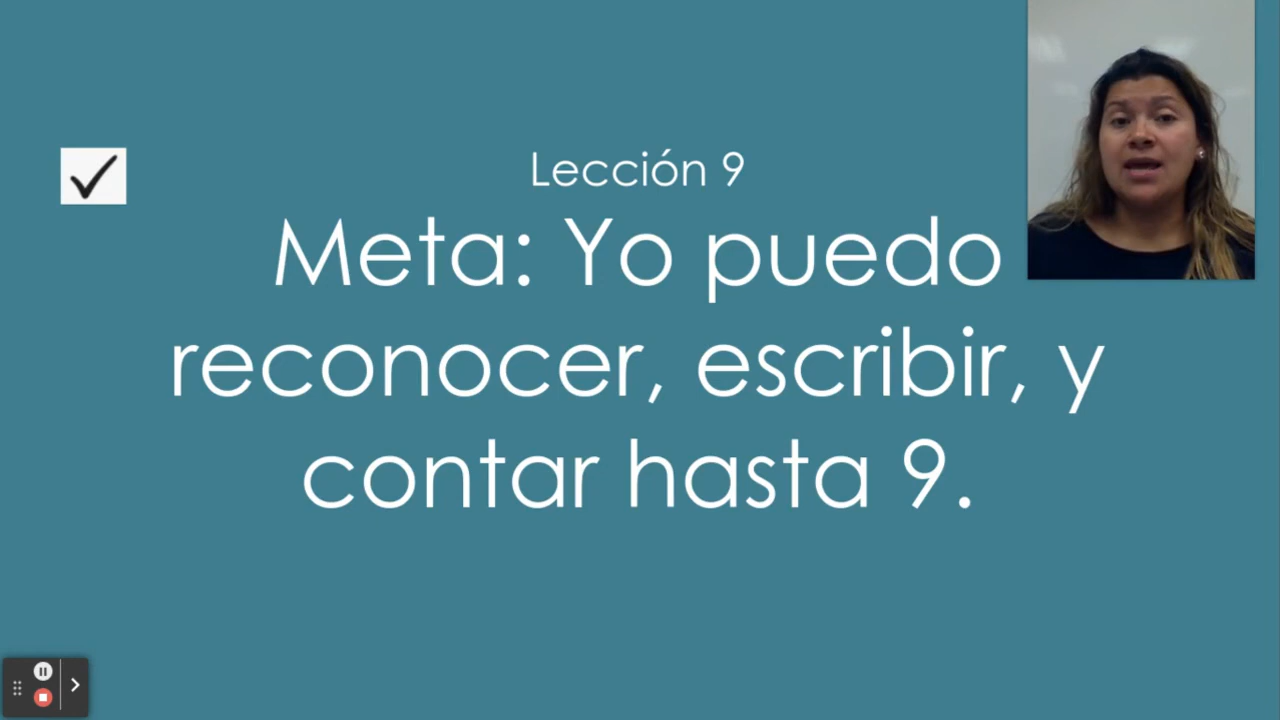 Lección 9
Meta: Yo puedo
reconocer, escribir, y
contar hasta 9.